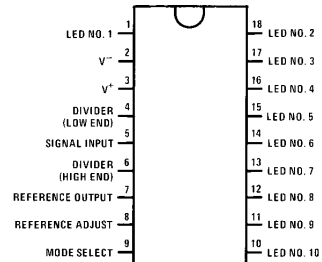 LED NO. 1 1
V⁻ 2
V⁺ 3
DIVIDER 4
(LOW END)
SIGNAL INPUT 5
DIVIDER 6
(HIGH END)
REFERENCE OUTPUT 7
REFERENCE ADJUST 8
MODE SELECT 9
18 LED NO. 2
17 LED NO. 3
16 LED NO. 4
15 LED NO. 5
14 LED NO. 6
13 LED NO. 7
12 LED NO. 8
11 LED NO. 9
10 LED NO. 10